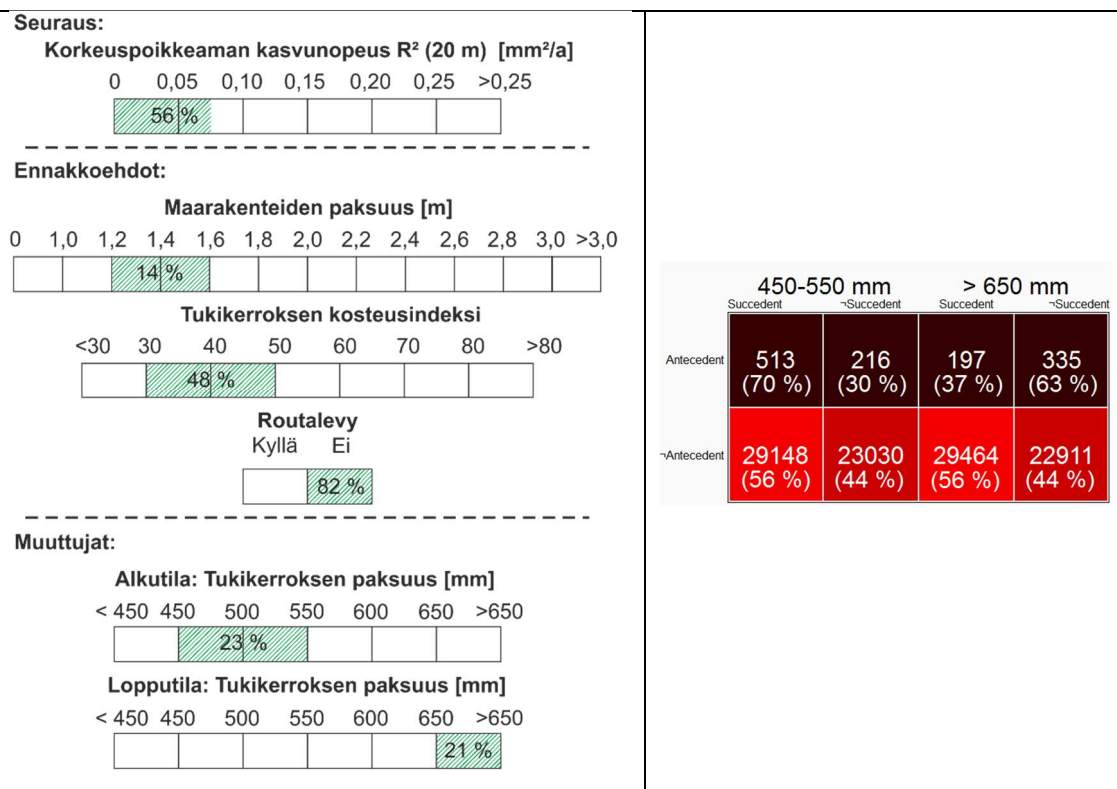 Seuraus:
Korkeuspoikkeaman kasvunopeus R² (20 m) [mm²/a]
0 0,05 0,10 0,15 0,20 0,25 >0,25
56 %
Ennakkoehdot:
Maarakenteiden paksuus [m]
0 1,0 1,2 1,4 1,6 1,8 2,0 2,2 2,4 2,6 2,8 3,0 >3,0
14 %
Tukikerroksen kosteusindeksi
<30 30 40 50 60 70 80 >80
48 %
Routalevy
Kyllä Ei
82 %
Muuttujat:
Alkutila: Tukikerroksen paksuus [mm]
< 450 450 500 550 600 650 >650
23 %
Lopputila: Tukikerroksen paksuus [mm]
< 450 450 500 550 600 650 >650
21 %
450-550 mm > 650 mm
Succedent ¬Succedent Succedent ¬Succedent
Antecedent 513 216 197 335
(70 %) (30 %) (37 %) (63 %)
¬Antecedent 29148 23030 29464 22911
(56 %) (44 %) (56 %) (44 %)